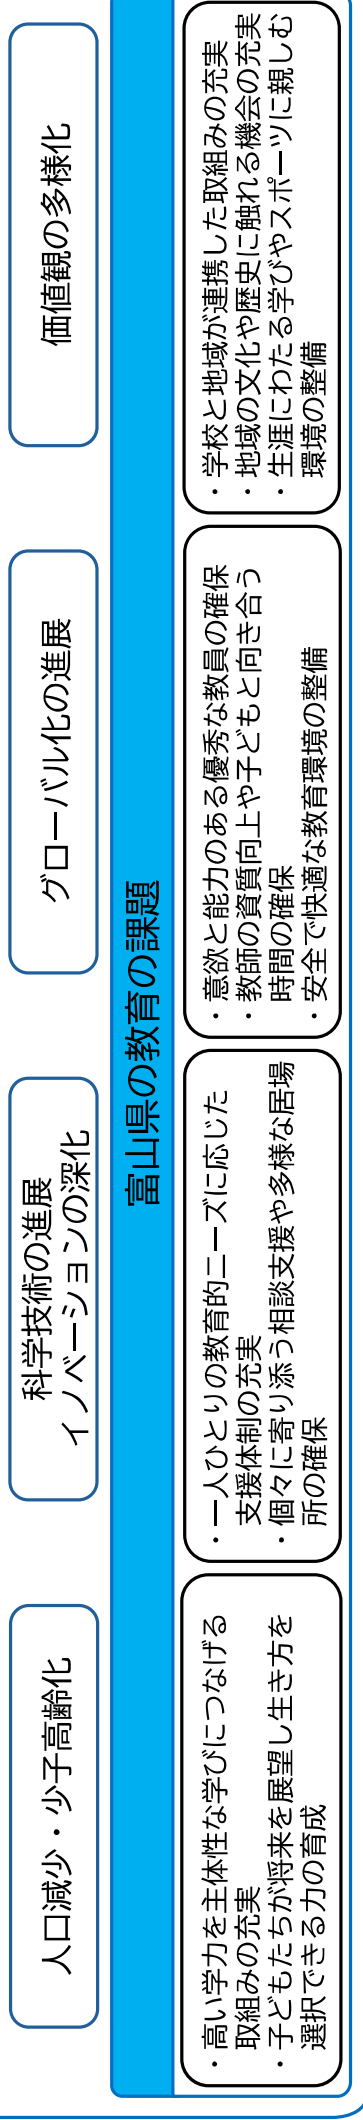 人口減少・少子高齢化
科学技術の進展
イノベーションの深化
グローバル化の進展
価値観の多様化
富山県の教育の課題
・高い学力を主体性な学びにつなげる
取組みの充実
・子どもたちが将来を展望し生き方を
選択できる力の育成
・一人ひとりの教育的ニーズに応じた
支援体制の充実
・個々に寄り添う相談支援や多様な居場
所の確保
・意欲と能力のある優秀な教員の確保
・教師の資質向上や子どもと向き合う
時間の確保
・安全で快適な教育環境の整備
・学校と地域が連携した取組みの充実
・地域の文化や歴史に触れる機会の充実
・生涯にわたる学びやスポーツに親しむ
環境の整備